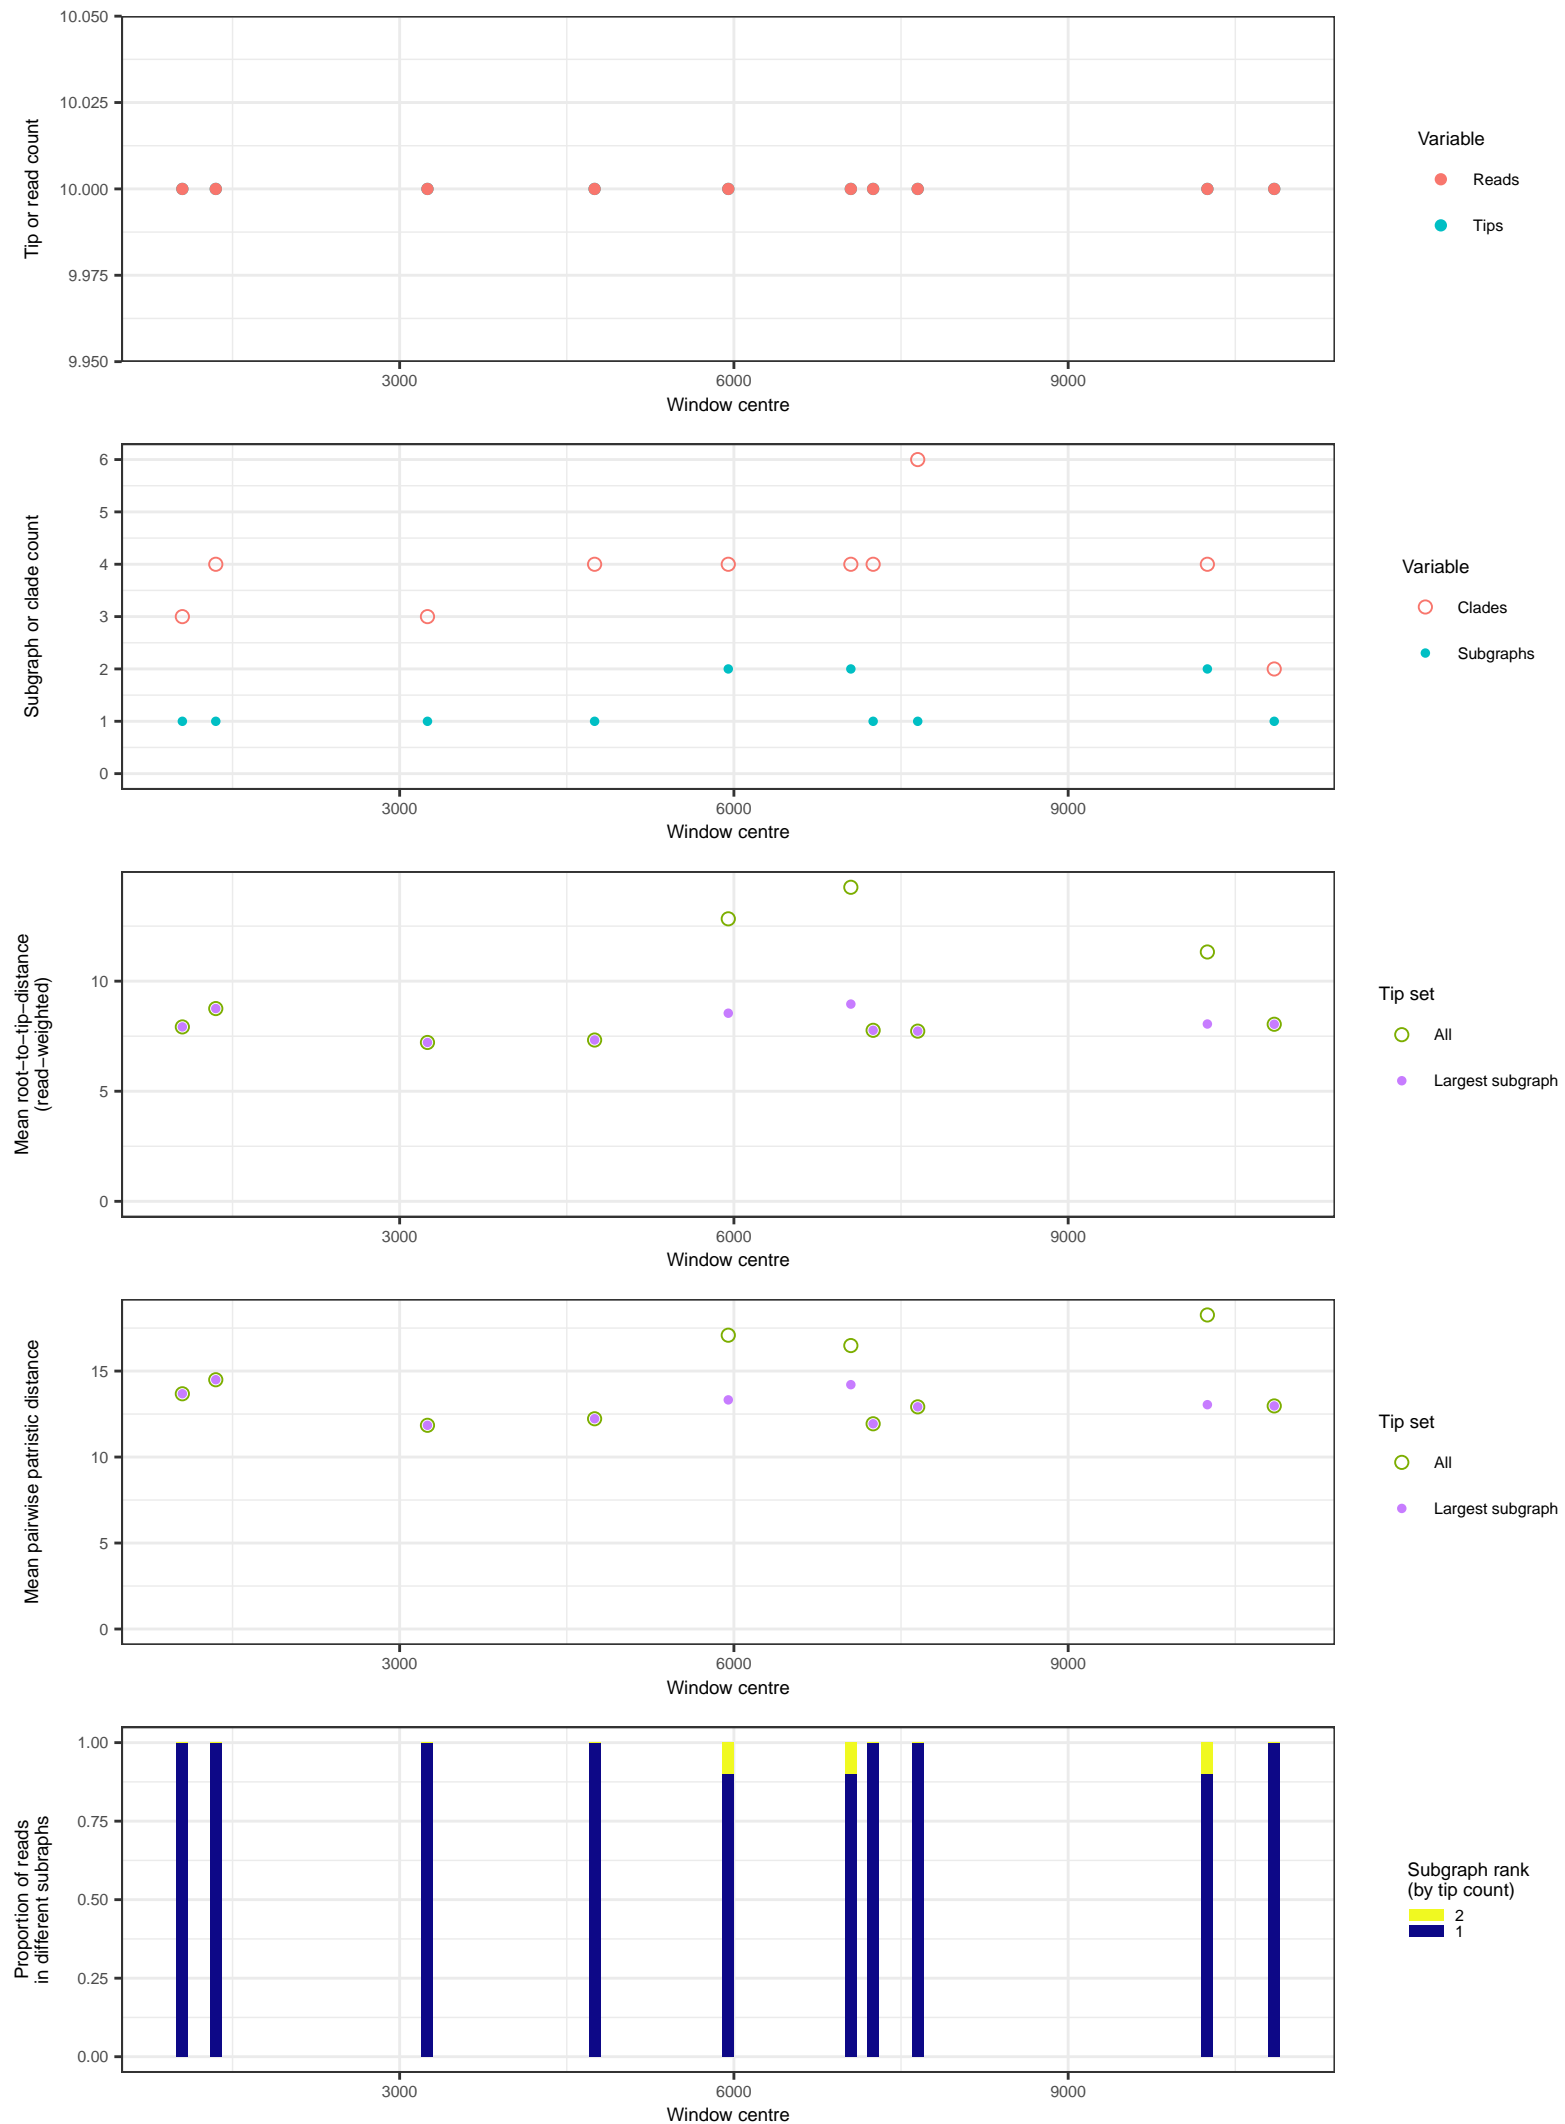 10.050
10.025
10.000
9.975
9.950
Tip or read count
3000 6000 9000
Window centre
Variable
Reads
Tips
6
5
4
3
2
1
0
Subgraph or clade count
3000 6000 9000
Window centre
Variable
Clades
Subgraphs
10
5
0
Mean root−to−tip−distance
(read−weighted)
3000 6000 9000
Window centre
Tip set
All
Largest subgraph
15
10
5
0
Mean pairwise patristic distance
3000 6000 9000
Window centre
Tip set
All
Largest subgraph
1.00
0.75
0.50
0.25
0.00
Proportion of reads
in different subraphs
3000 6000 9000
Window centre
Subgraph rank
(by tip count)
2
1